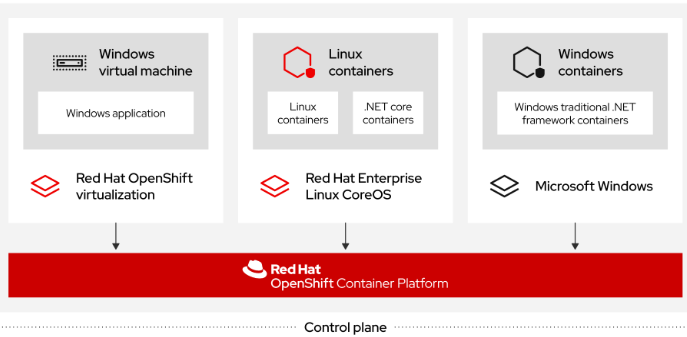 Windows
virtual machine
Windows application
Red Hat OpenShift
virtualization
Linux
containers
Linux
containers
.NET core
containers
Red Hat Enterprise
Linux CoreOS
Windows
containers
Windows traditional .NET
framework containers
Microsoft Windows
Red Hat
OpenShift Container Platform
Control plane